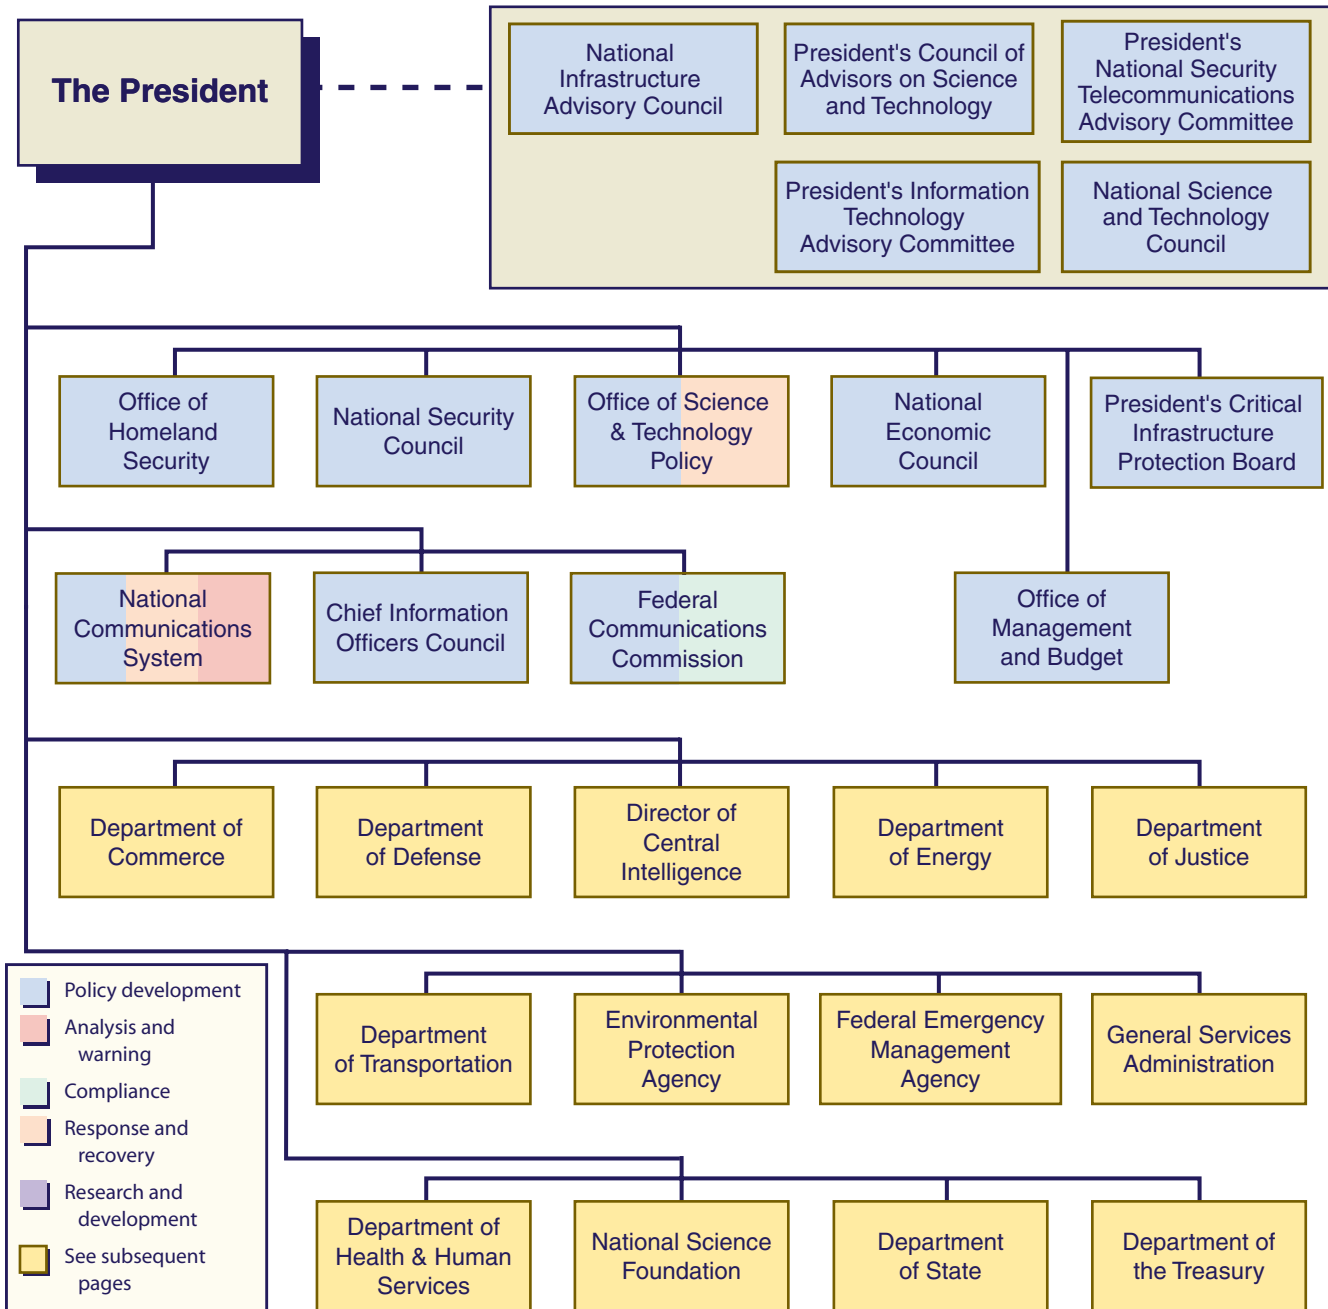 The President
National
Infrastructure
Advisory Council
President's Council of
Advisors on Science
and Technology
President's
National Security
Telecommunications
Advisory Committee
President's Information
Technology
Advisory Committee
National Science
and Technology
Council
Office of
Homeland
Security
National Security
Council
Office of Science
& Technology
Policy
National
Economic
Council
President's Critical
Infrastructure
Protection Board
National
Communications
System
Chief Information
Officers Council
Federal
Communications
Commission
Office of
Management
and Budget
Department of
Commerce
Department
of Defense
Director of
Central
Intelligence
Department
of Energy
Department
of Justice
Department
of Transportation
Environmental
Protection
Agency
Federal Emergency
Management
Agency
General Services
Administration
Department of
Health & Human
Services
National Science
Foundation
Department
of State
Department of
the Treasury
Policy development
Analysis and
warning
Compliance
Response and
recovery
Research and
development
See subsequent
pages